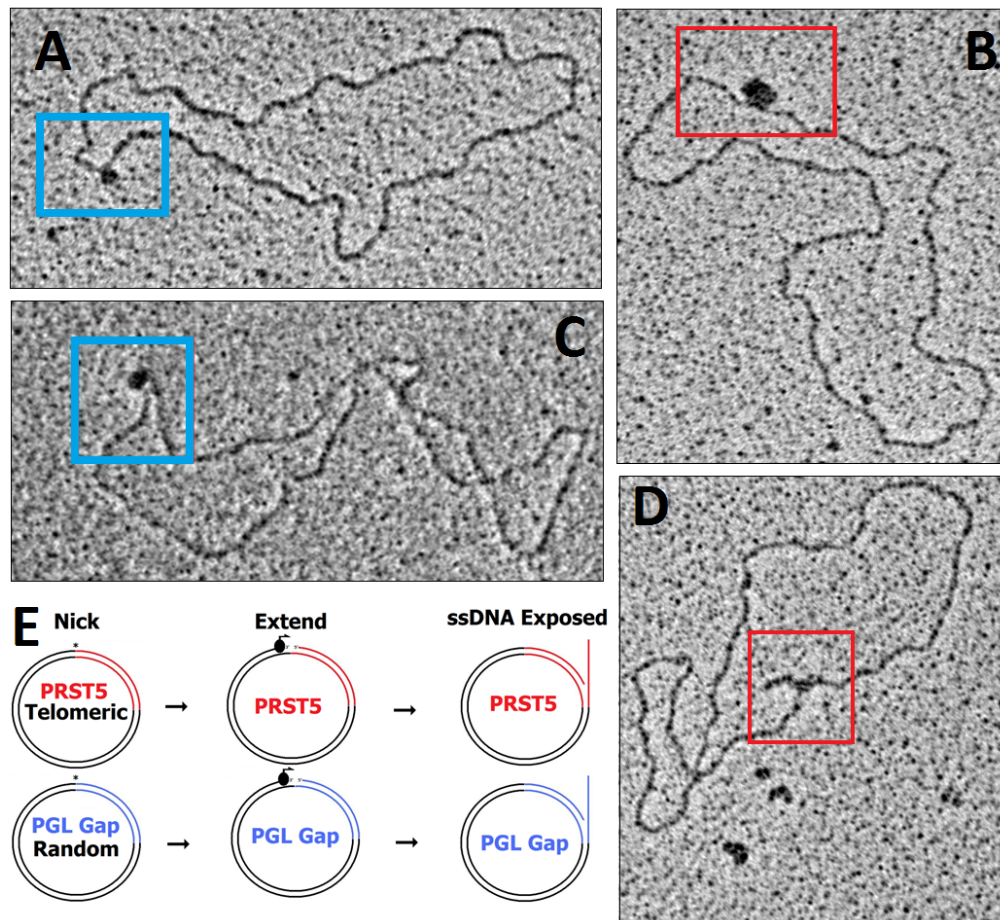 A
B
C
D
E
Nick
Extend
ssDNA Exposed
*
PRST5
Telomeric
PRST5
PRST5
*
PGL Gap
Random
PGL Gap
PGL Gap